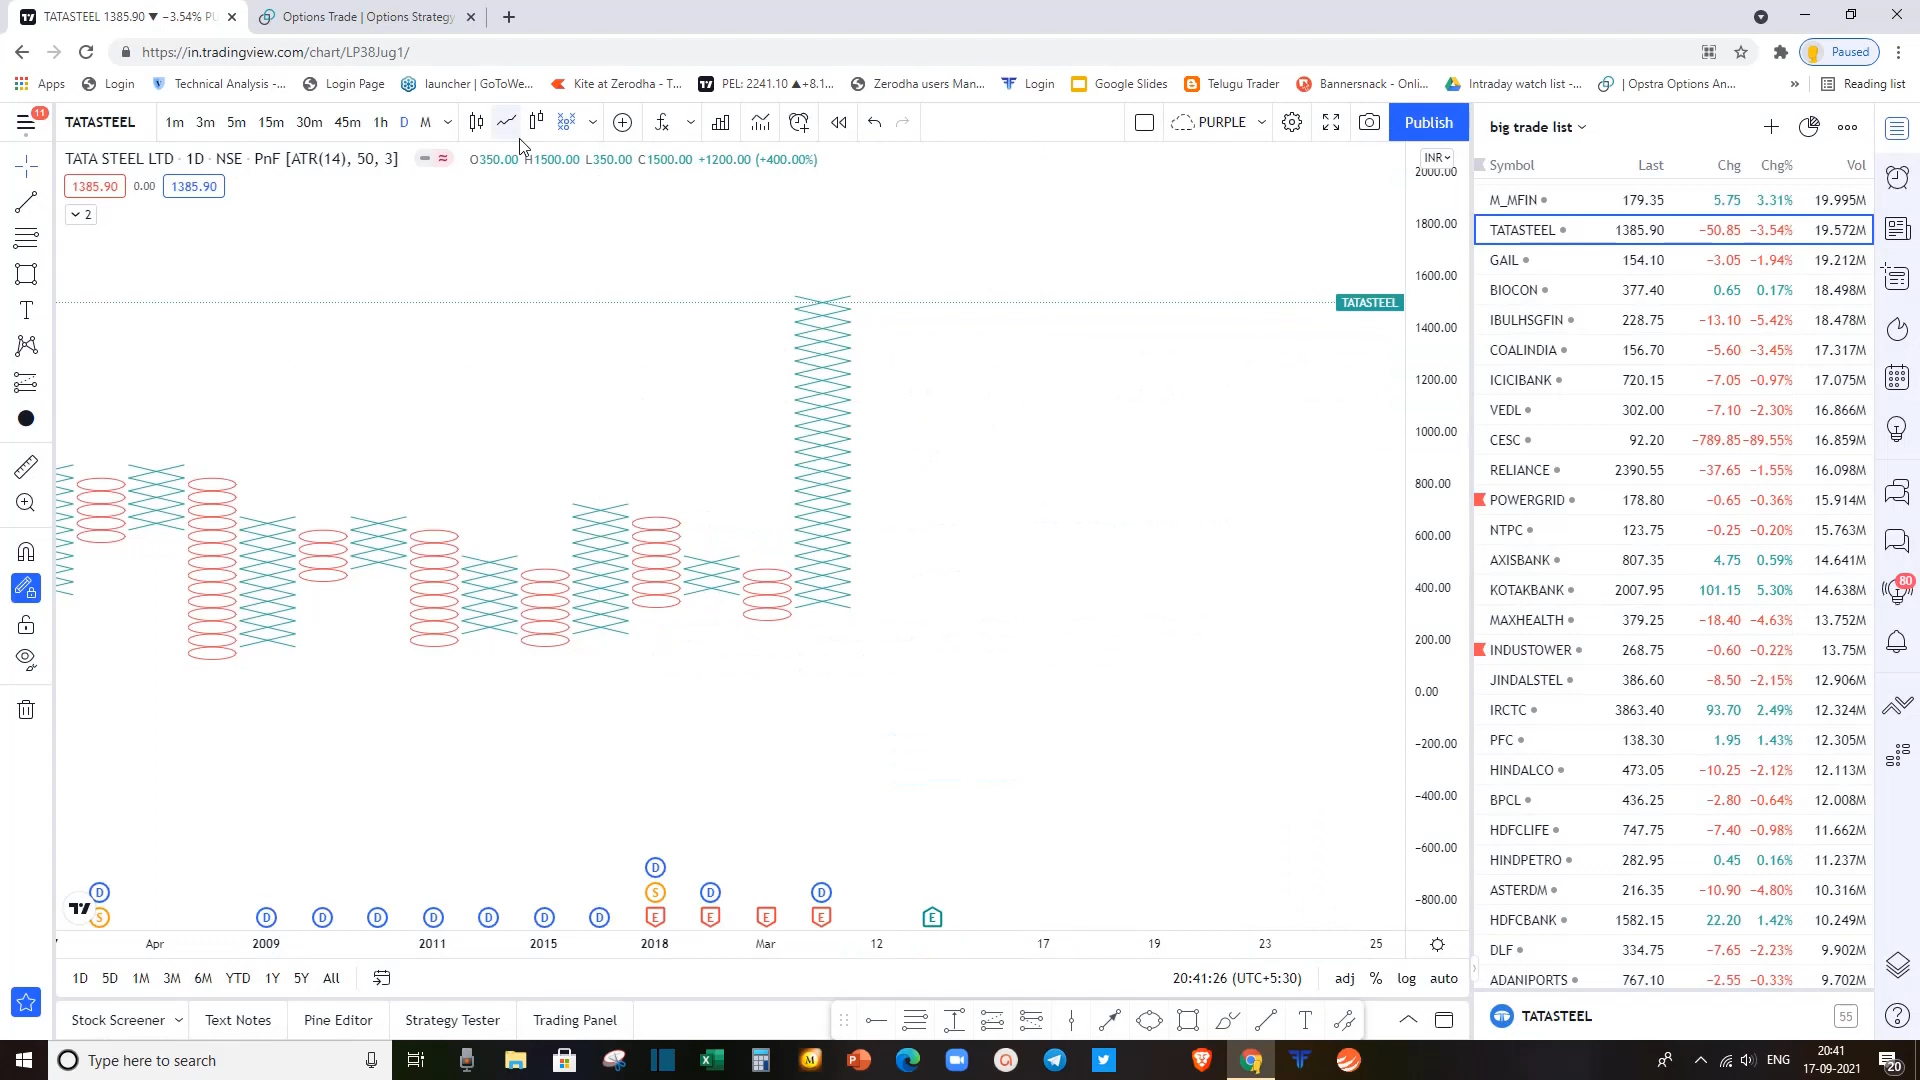 TATASTEEL 1385.90 ▼ −3.54% PU
Options Trade | Options Strategy
https://in.tradingview.com/chart/LP38Jug1/
Paused
Apps
Login
Technical Analysis -...
Login Page
launcher | GoToWe...
Kite at Zerodha - T...
PEL: 2241.10 ▲+8.1...
Zerodha users Man...
Login
Google Slides
Telugu Trader
Bannersnack - Onli...
Intraday watch list -...
| Opstra Options An...
»
Reading list
11
TATASTEEL
1m 3m 5m 15m 30m 45m 1h D M
PURPLE
Publish
TATA STEEL LTD · 1D · NSE · PnF [ATR(14), 50, 3]
O350.00 H1500.00 L350.00 C1500.00 +1200.00 (+400.00%)
1385.90 0.00 1385.90
2
INR
2000.00
1800.00
1600.00
TATASTEEL
1400.00
1200.00
1000.00
800.00
600.00
400.00
200.00
0.00
−200.00
−400.00
−600.00
−800.00
D
D S D D
S D D D D D D D E E E E E
Apr 2009 2011 2015 2018 Mar 12 17 19 23 25
1D 5D 1M 3M 6M YTD 1Y 5Y All
20:41:26 (UTC+5:30) adj % log auto
Stock Screener Text Notes Pine Editor Strategy Tester Trading Panel
big trade list
Symbol Last Chg Chg% Vol
M_MFIN 179.35 5.75 3.31% 19.995M
TATASTEEL 1385.90 −50.85 −3.54% 19.572M
GAIL 154.10 −3.05 −1.94% 19.212M
BIOCON 377.40 0.65 0.17% 18.498M
IBULHSGFIN 228.75 −13.10 −5.42% 18.478M
COALINDIA 156.70 −5.60 −3.45% 17.317M
ICICIBANK 720.15 −7.05 −0.97% 17.075M
VEDL 302.00 −7.10 −2.30% 16.866M
CESC 92.20 −789.85 −89.55% 16.859M
RELIANCE 2390.55 −37.65 −1.55% 16.098M
POWERGRID 178.80 −0.65 −0.36% 15.914M
NTPC 123.75 −0.25 −0.20% 15.763M
AXISBANK 807.35 4.75 0.59% 14.641M
KOTAKBANK 2007.95 101.15 5.30% 14.638M
MAXHEALTH 379.25 −18.40 −4.63% 13.752M
INDUSTOWER 268.75 −0.60 −0.22% 13.75M
JINDALSTEL 386.60 −8.50 −2.15% 12.906M
IRCTC 3863.40 93.70 2.49% 12.324M
PFC 138.30 1.95 1.43% 12.305M
HINDALCO 473.05 −10.25 −2.12% 12.113M
BPCL 436.25 −2.80 −0.64% 12.008M
HDFCLIFE 747.75 −7.40 −0.98% 11.662M
HINDPETRO 282.95 0.45 0.16% 11.237M
ASTERDM 216.35 −10.90 −4.80% 10.316M
HDFCBANK 1582.15 22.20 1.42% 10.249M
DLF 334.75 −7.65 −2.23% 9.902M
ADANIPORTS 767.10 −2.55 −0.33% 9.702M
TATASTEEL 55
80
Type here to search
ENG
20:41
17-09-2021
20